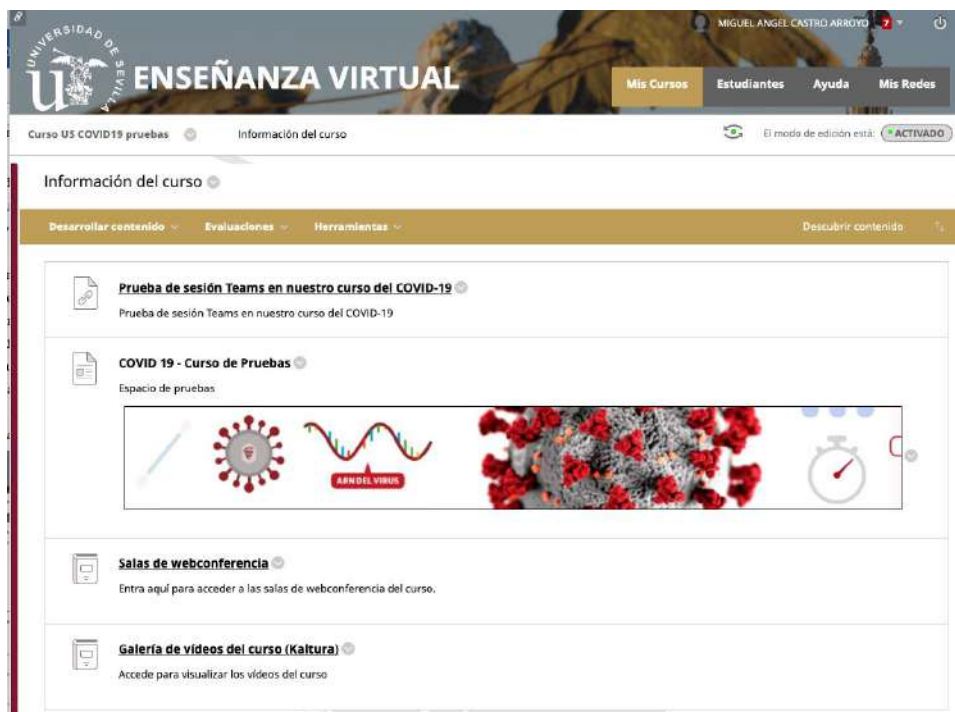 UNIVERSIDAD DE SEVILLA
MIGUEL ANGEL CASTRO ARROYO 7
ENSEÑANZA VIRTUAL
Mis Cursos Estudiantes Ayuda Mis Redes
Curso US COVID19 pruebas Información del curso El modo de edición está: ACTIVADO
Información del curso
Desarrollar contenido Evaluaciones Herramientas Descubrir contenido
Prueba de sesión Teams en nuestro curso del COVID-19
Prueba de sesión Teams en nuestro curso del COVID-19
COVID 19 - Curso de Pruebas
Espacio de pruebas
ARN DEL VIRUS
Salas de webconferencia
Entra aquí para acceder a las salas de webconferencia del curso.
Galería de vídeos del curso (Kaltura)
Accede para visualizar los vídeos del curso